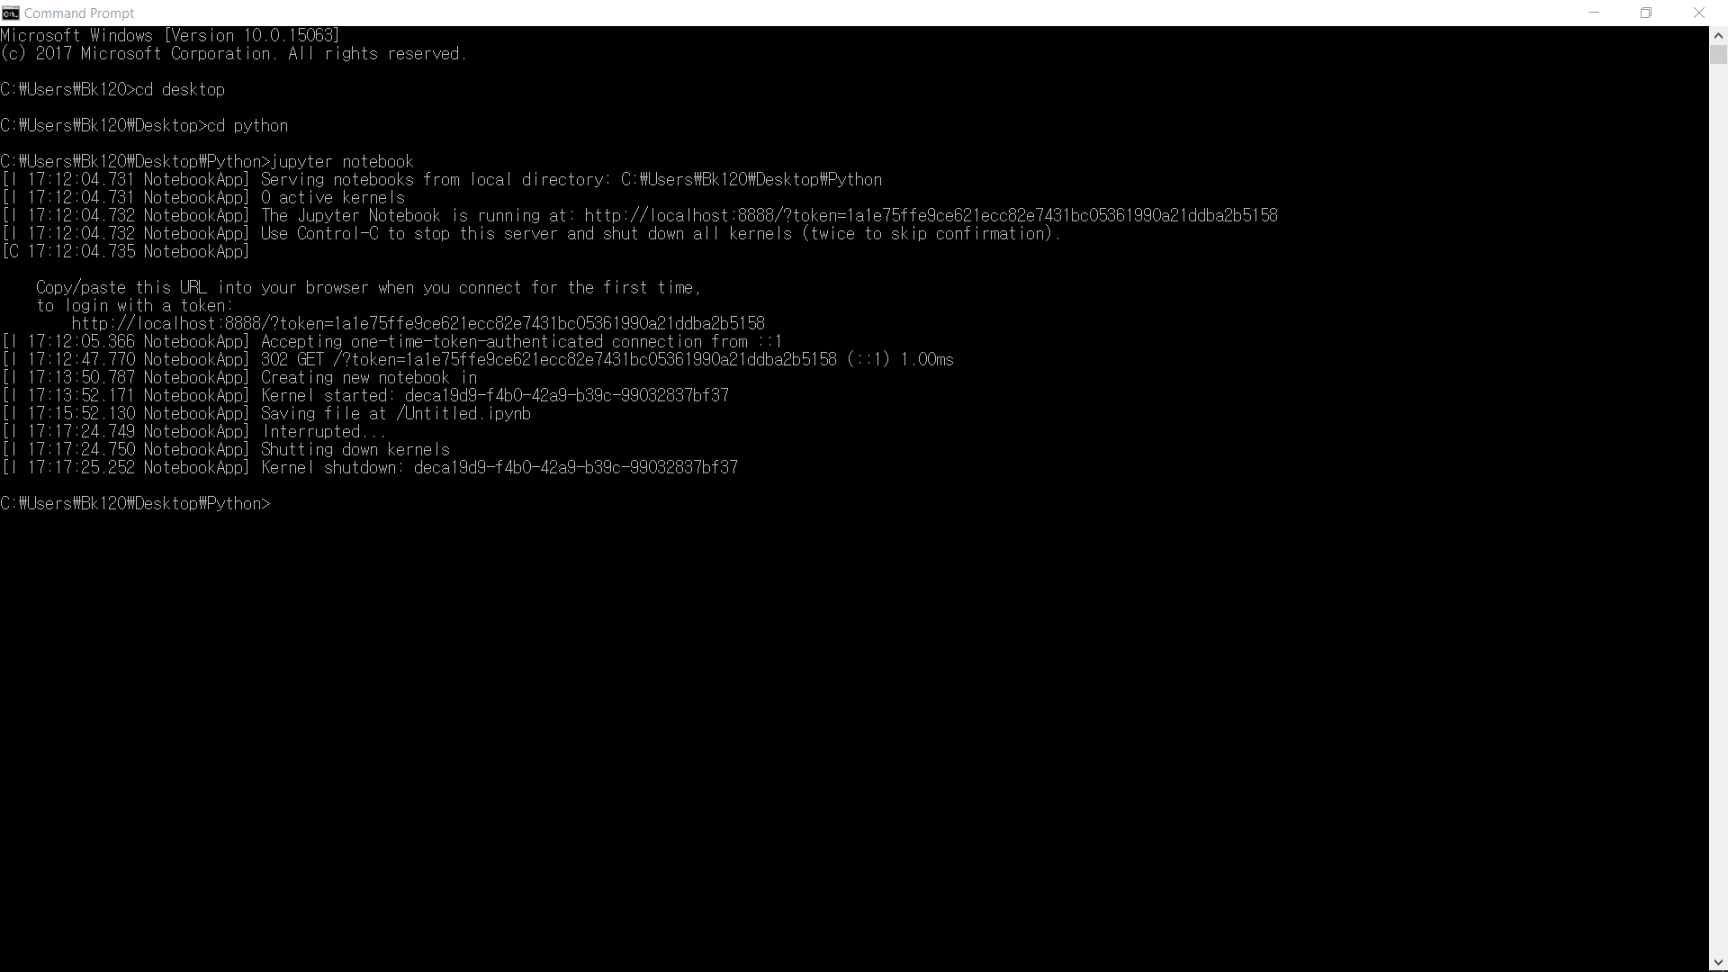 Command Prompt
Microsoft Windows [Version 10.0.15063]
(c) 2017 Microsoft Corporation. All rights reserved.
C:₩Users₩Bk120>cd desktop
C:₩Users₩Bk120₩Desktop>cd python
C:₩Users₩Bk120₩Desktop₩Python>jupyter notebook
[I 17:12:04.731 NotebookApp] Serving notebooks from local directory: C:₩Users₩Bk120₩Desktop₩Python
[I 17:12:04.731 NotebookApp] 0 active kernels
[I 17:12:04.732 NotebookApp] The Jupyter Notebook is running at: http://localhost:8888/?token=1a1e75ffe9ce621ecc82e7431bc05361990a21ddba2b5158
[I 17:12:04.732 NotebookApp] Use Control-C to stop this server and shut down all kernels (twice to skip confirmation).
[C 17:12:04.735 NotebookApp]
Copy/paste this URL into your browser when you connect for the first time,
to login with a token:
http://localhost:8888/?token=1a1e75ffe9ce621ecc82e7431bc05361990a21ddba2b5158
[I 17:12:05.366 NotebookApp] Accepting one-time-token-authenticated connection from ::1
[I 17:12:47.770 NotebookApp] 302 GET /?token=1a1e75ffe9ce621ecc82e7431bc05361990a21ddba2b5158 (::1) 1.00ms
[I 17:13:50.787 NotebookApp] Creating new notebook in
[I 17:13:52.171 NotebookApp] Kernel started: deca19d9-f4b0-42a9-b39c-99032837bf37
[I 17:15:52.130 NotebookApp] Saving file at /Untitled.ipynb
[I 17:17:24.749 NotebookApp] Interrupted...
[I 17:17:24.750 NotebookApp] Shutting down kernels
[I 17:17:25.252 NotebookApp] Kernel shutdown: deca19d9-f4b0-42a9-b39c-99032837bf37
C:₩Users₩Bk120₩Desktop₩Python>